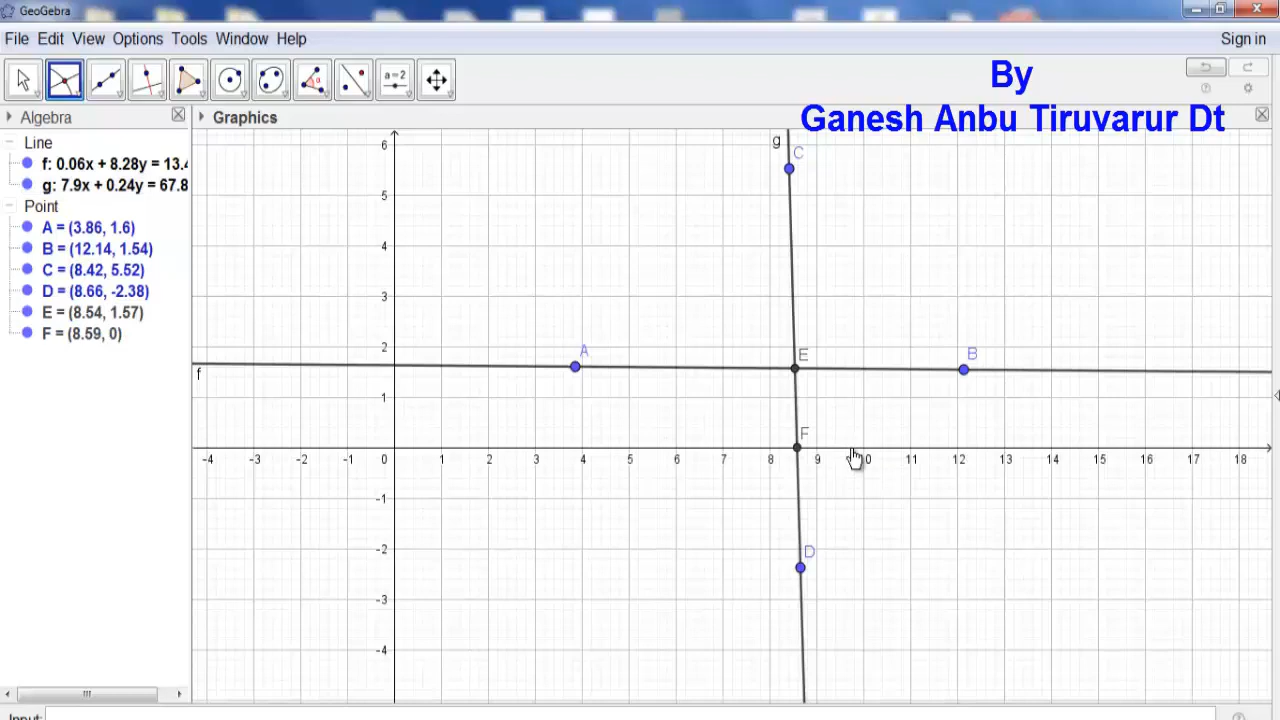 GeoGebra
File Edit View Options Tools Window Help
Sign in
a=2
α
By
Ganesh Anbu Tiruvarur Dt
Algebra
Graphics
Line
f: 0.06x + 8.28y = 13.4
g: 7.9x + 0.24y = 67.8
Point
A = (3.86, 1.6)
B = (12.14, 1.54)
C = (8.42, 5.52)
D = (8.66, -2.38)
E = (8.54, 1.57)
F = (8.59, 0)
g
C
6
5
4
3
2
A
E
B
f
1
F
-4 -3 -2 -1 0 1 2 3 4 5 6 7 8 9 10 11 12 13 14 15 16 17 18
-1
-2
D
-3
-4
Input: